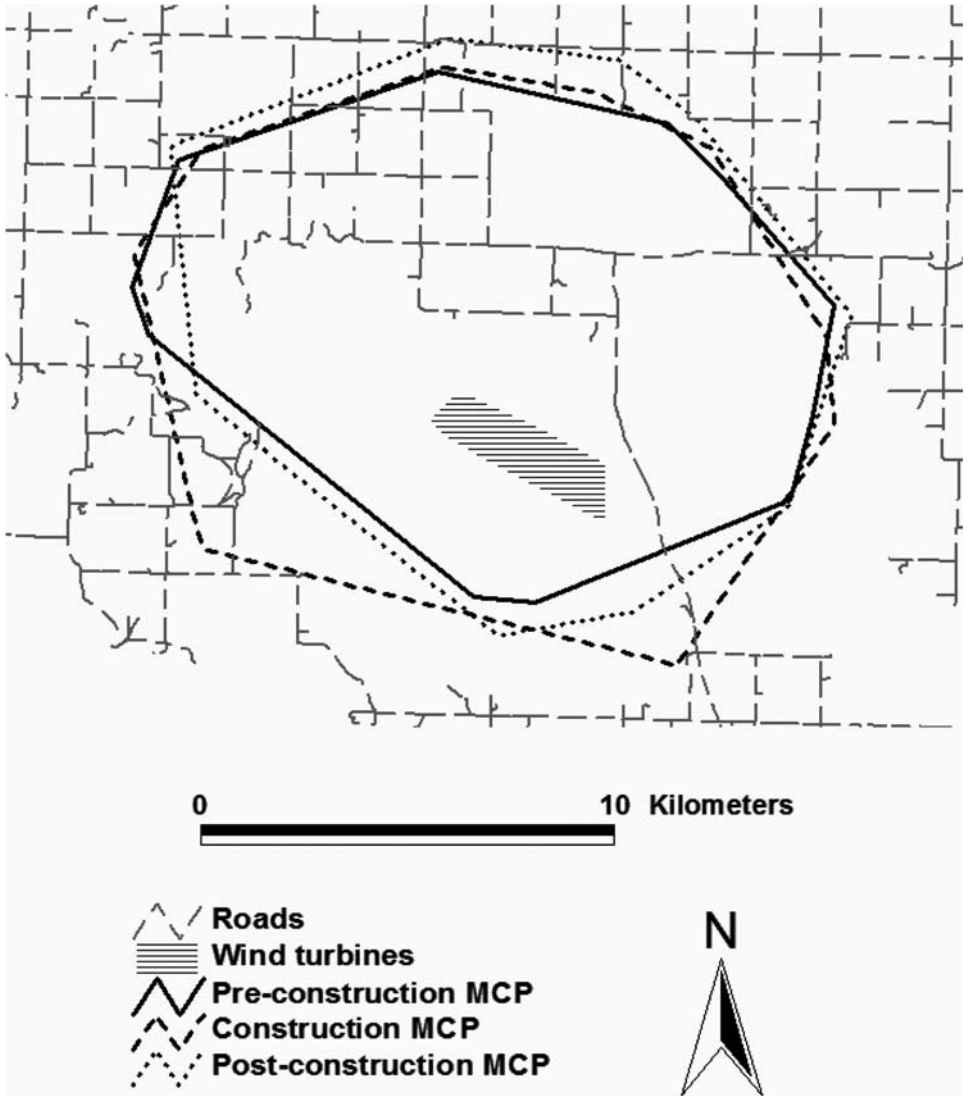 0 10 Kilometers
Roads
Wind turbines
Pre-construction MCP
Construction MCP
Post-construction MCP
N